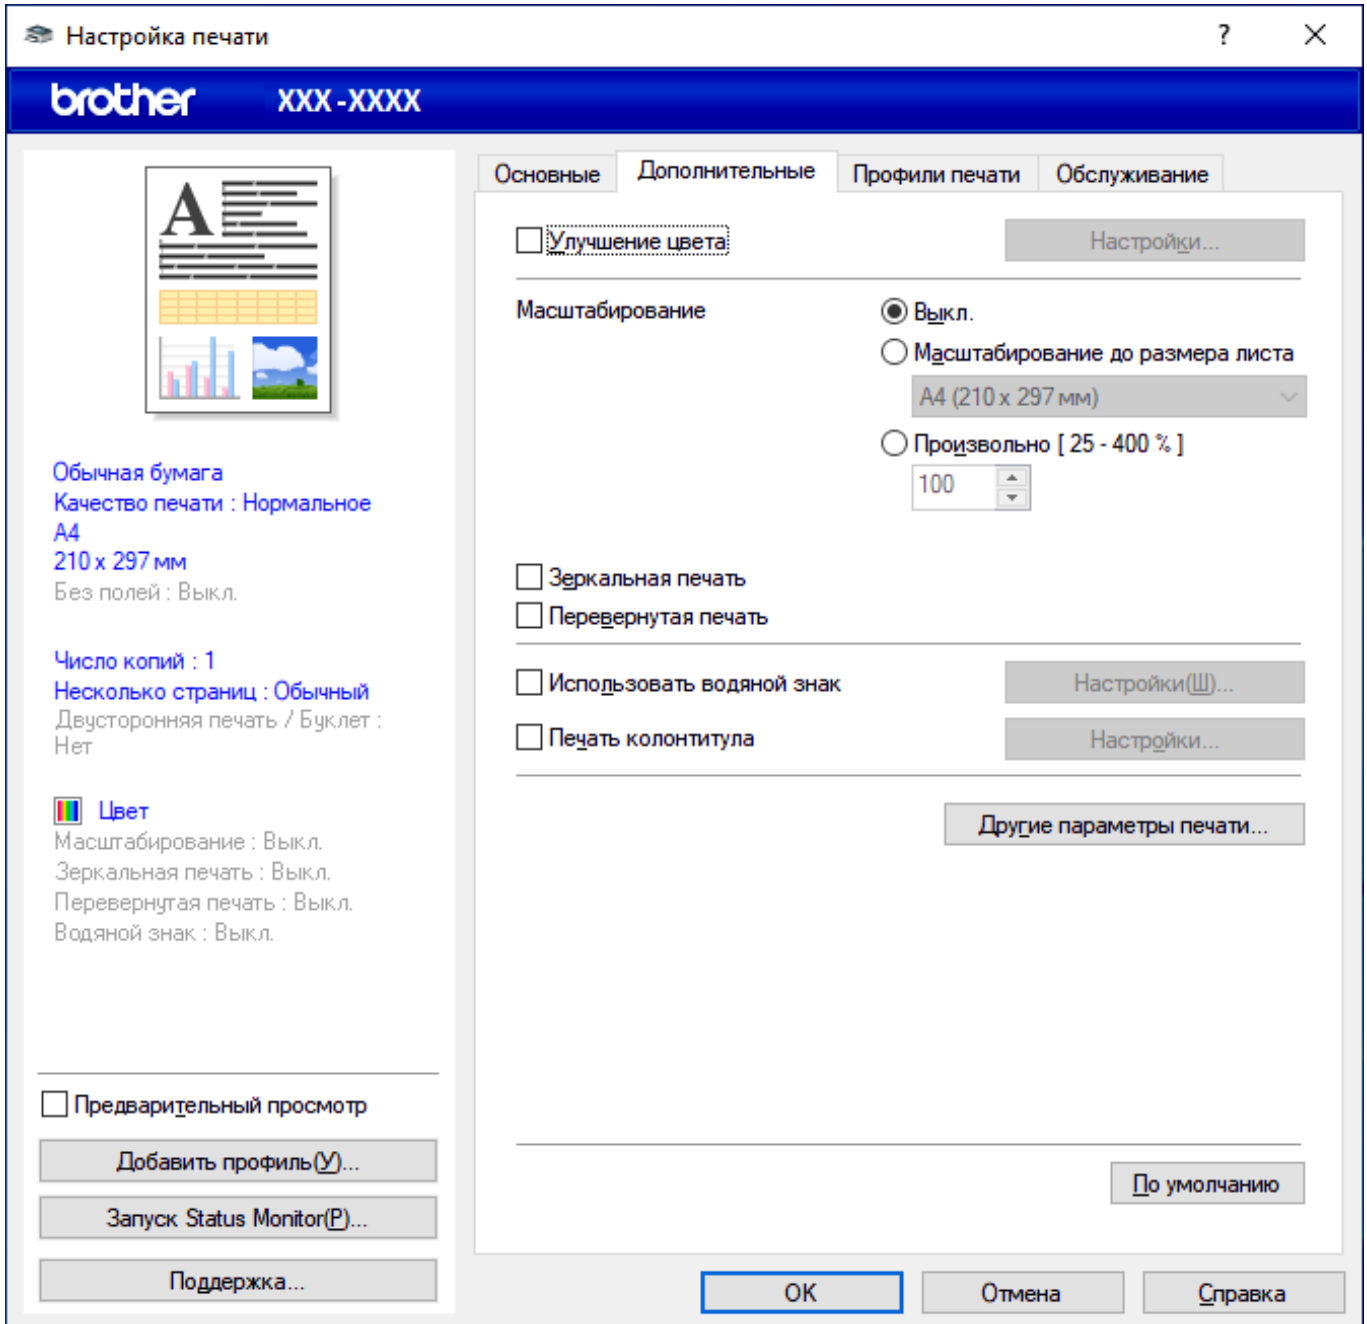 Настройка печати
?
brother XXX-XXXX
A
Обычная бумага
Качество печати : Нормальное
A4
210 x 297 мм
Без полей : Выкл.
Число копий : 1
Несколько страниц : Обычный
Двусторонняя печать / Буклет :
Нет
Цвет
Масштабирование : Выкл.
Зеркальная печать : Выкл.
Перевернутая печать : Выкл.
Водяной знак : Выкл.
Предварительный просмотр
Добавить профиль(У)...
Запуск Status Monitor(P)...
Поддержка...
Основные Дополнительные Профили печати Обслуживание
Улучшение цвета Настройки...
Масштабирование Выкл.
Масштабирование до размера листа
A4 (210 x 297 мм)
Произвольно [ 25 - 400 % ]
100
Зеркальная печать
Перевернутая печать
Использовать водяной знак Настройки(Ш)...
Печать колонтитула Настройки...
Другие параметры печати...
По умолчанию
OK Отмена Справка